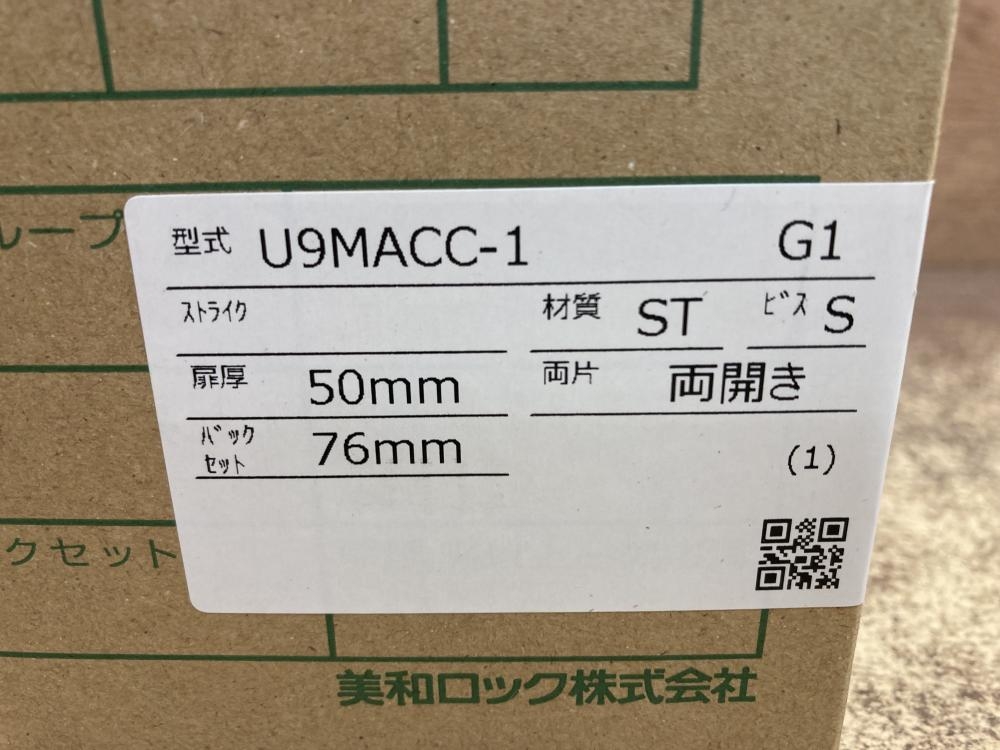 ループ
型式 U9MACC-1 G1
ｽﾄﾗｲｸ 材質 ST ﾋﾞｽ S
扉厚 50mm 両片 両開き
ﾊﾞｯｸ
ｾｯﾄ 76mm (1)
クセット
美和ロック株式会社